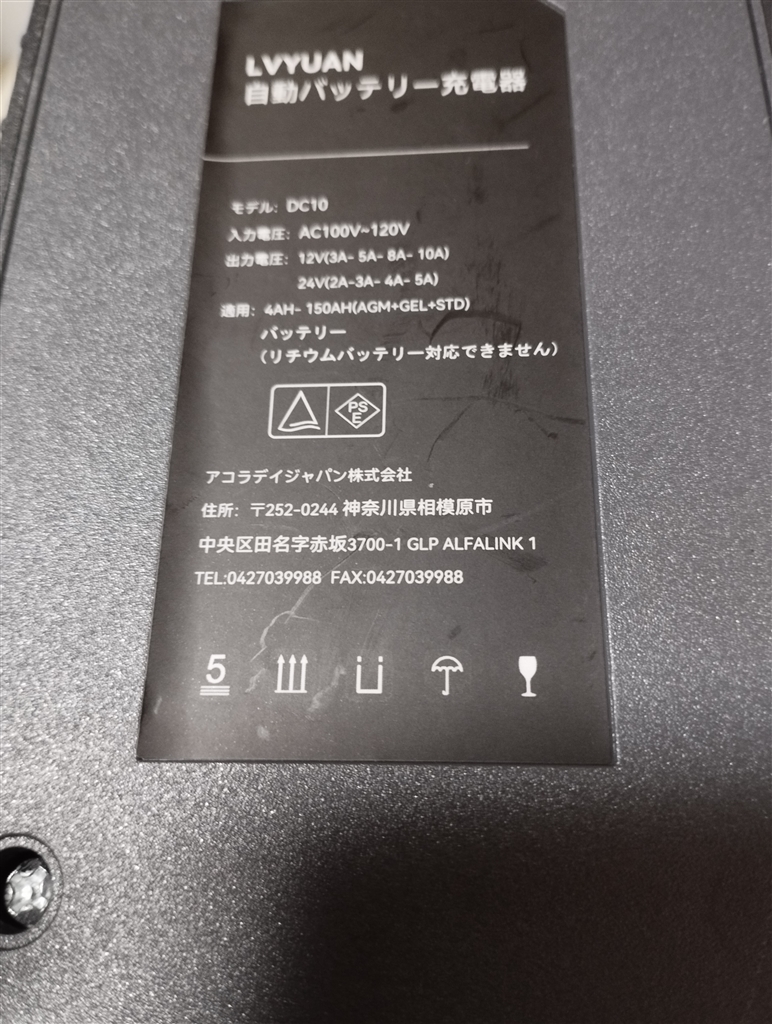 LVYUAN
自動バッテリー充電器
モデル: DC10
入力電圧: AC100V~120V
出力電圧: 12V(3A- 5A- 8A- 10A)
24V(2A-3A- 4A- 5A)
適用: 4AH- 150AH(AGM+GEL+STD)
バッテリー
(リチウムバッテリー対応できません)
PS
E
アコラデイジャパン株式会社
住所: 〒252-0244 神奈川県相模原市
中央区田名字赤坂3700-1 GLP ALFALINK 1
TEL:0427039988 FAX:0427039988
5